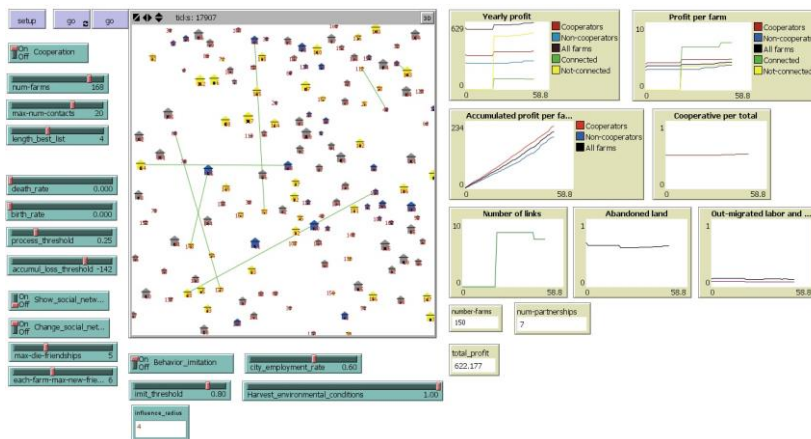 setup
go
go
On
Off
Cooperation
num-farms 168
max-num-contacts 20
length_best_list 4
death_rate 0.000
birth_rate 0.000
process_threshold 0.25
accumul_loss_threshold -142
On
Off
Show_social_netw...
On
Off
Change_social_net...
max-die-friendships 5
each-farm-max-new-frie... 6
ticks: 17907
3D
On
Off
Behavior_imitation
city_employment_rate 0.60
imit_threshold 0.80
Harvest_environmental_conditions 1.00
influence_radius
4
Yearly profit
629
0
0
58.8
Cooperators
Non-cooperators
All farms
Connected
Not-connected
Profit per farm
10
0
0
58.8
Cooperators
Non-cooperators
All farms
Connected
Not-connected
Accumulated profit per fa...
234
0
0
58.8
Cooperators
Non-cooperators
All farms
Cooperative per total
1
0
0
58.8
Number of links
10
0
0
58.8
Abandoned land
1
0
0
58.8
Out-migrated labor and ...
1
0
0
58.8
number-farms
150
num-partnerships
7
total_profit
622.177